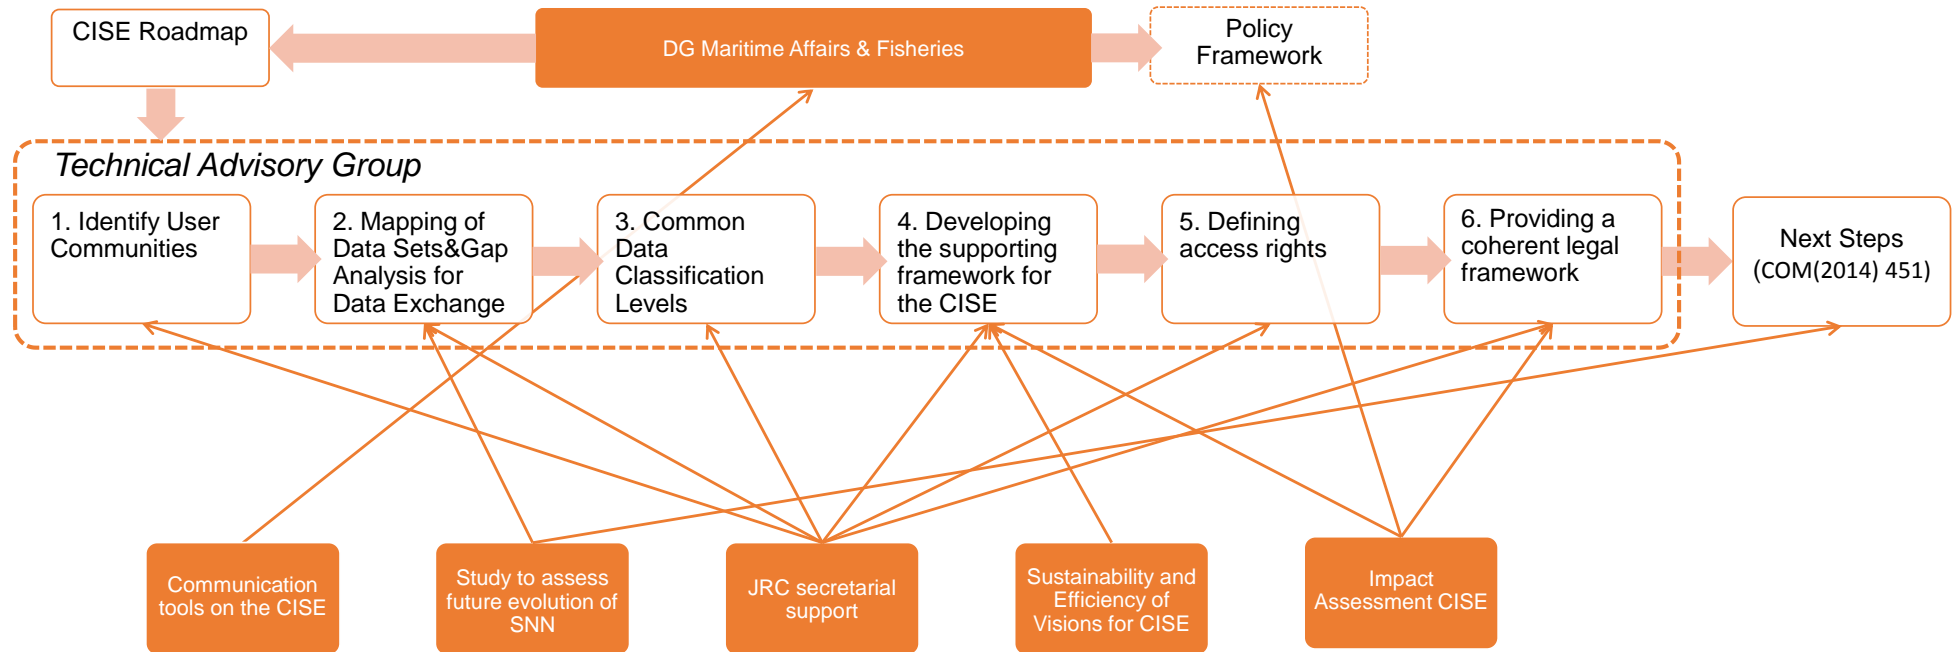 CISE Roadmap
DG Maritime Affairs & Fisheries
Policy
Framework
Technical Advisory Group
1. Identify User
Communities
2. Mapping of
Data Sets&Gap
Analysis for
Data Exchange
3. Common
Data
Classification
Levels
4. Developing
the supporting
framework for
the CISE
5. Defining
access rights
6. Providing a
coherent legal
framework
Next Steps
(COM(2014) 451)
Communication
tools on the CISE
Study to assess
future evolution of
SNN
JRC secretarial
support
Sustainability and
Efficiency of
Visions for CISE
Impact
Assessment CISE